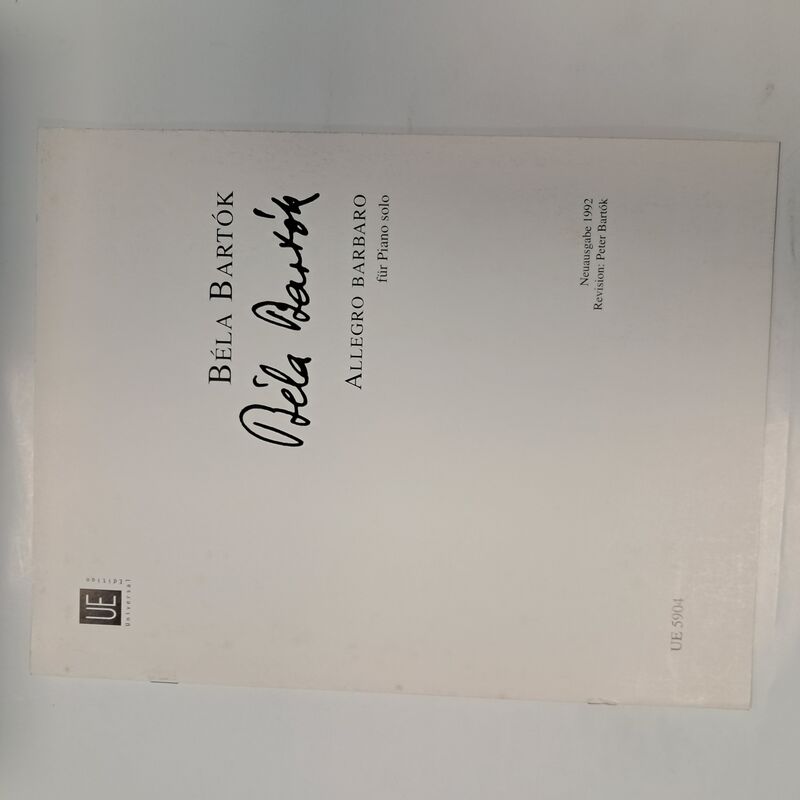 UE
Universal
Edition
BÉLA BARTÓK
Béla Bartók
ALLEGRO BARBARO
für Piano solo
Neuausgabe 1992
Revision: Peter Bartók
UE 5904